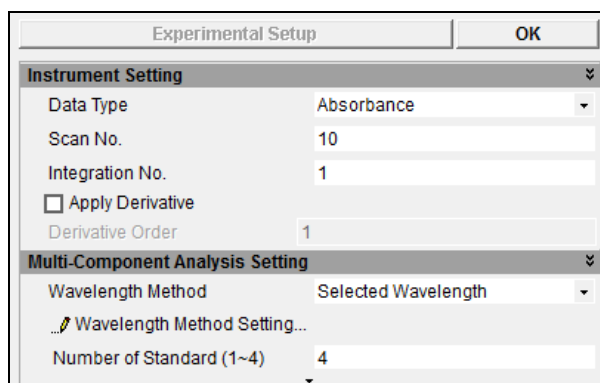 Experimental Setup OK
Instrument Setting
Data Type Absorbance
Scan No. 10
Integration No. 1
Apply Derivative
Derivative Order 1
Multi-Component Analysis Setting
Wavelength Method Selected Wavelength
Wavelength Method Setting...
Number of Standard (1~4) 4